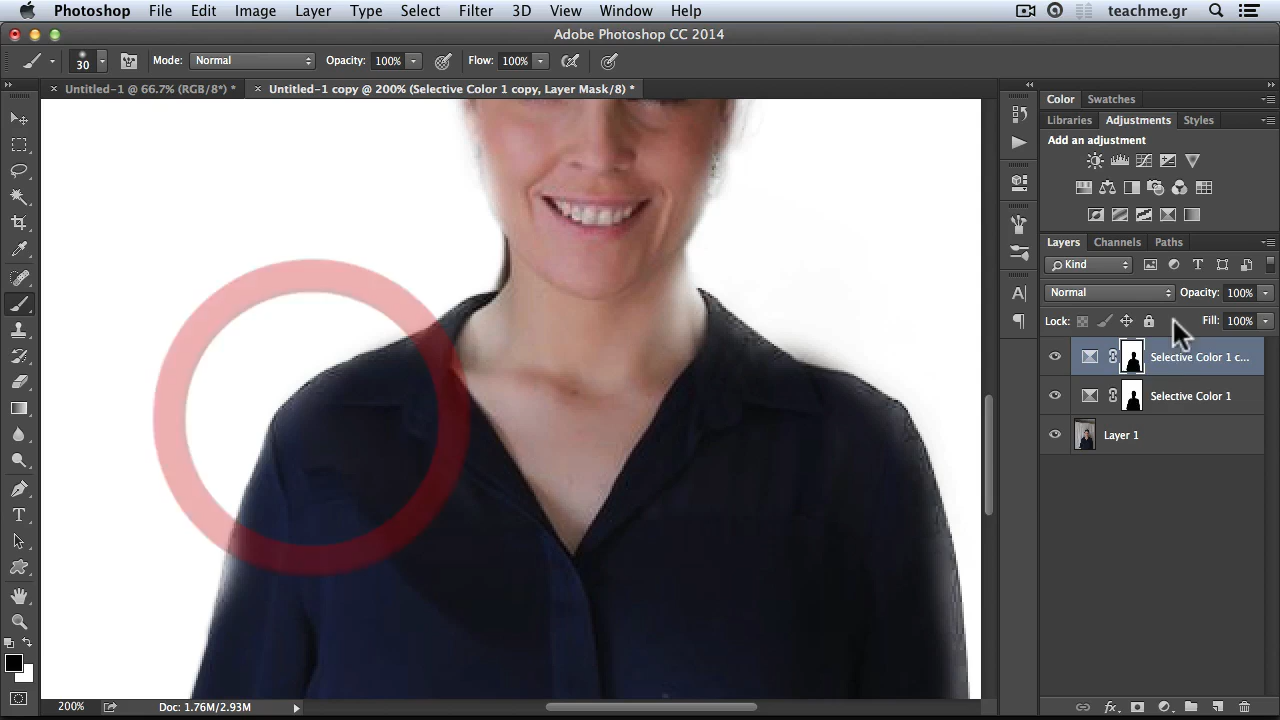 Photoshop File Edit Image Layer Type Select Filter 3D View Window Help teachme.gr
Adobe Photoshop CC 2014
30 Mode: Normal Opacity: 100% Flow: 100%
× Untitled-1 @ 66.7% (RGB/8*) * × Untitled-1 copy @ 200% (Selective Color 1 copy, Layer Mask/8) *
Color Swatches
Libraries Adjustments Styles
Add an adjustment
Layers Channels Paths
Kind
Normal Opacity: 100%
Lock: Fill: 100%
Selective Color 1 c...
Selective Color 1
Layer 1
200% Doc: 1.76M/2.93M